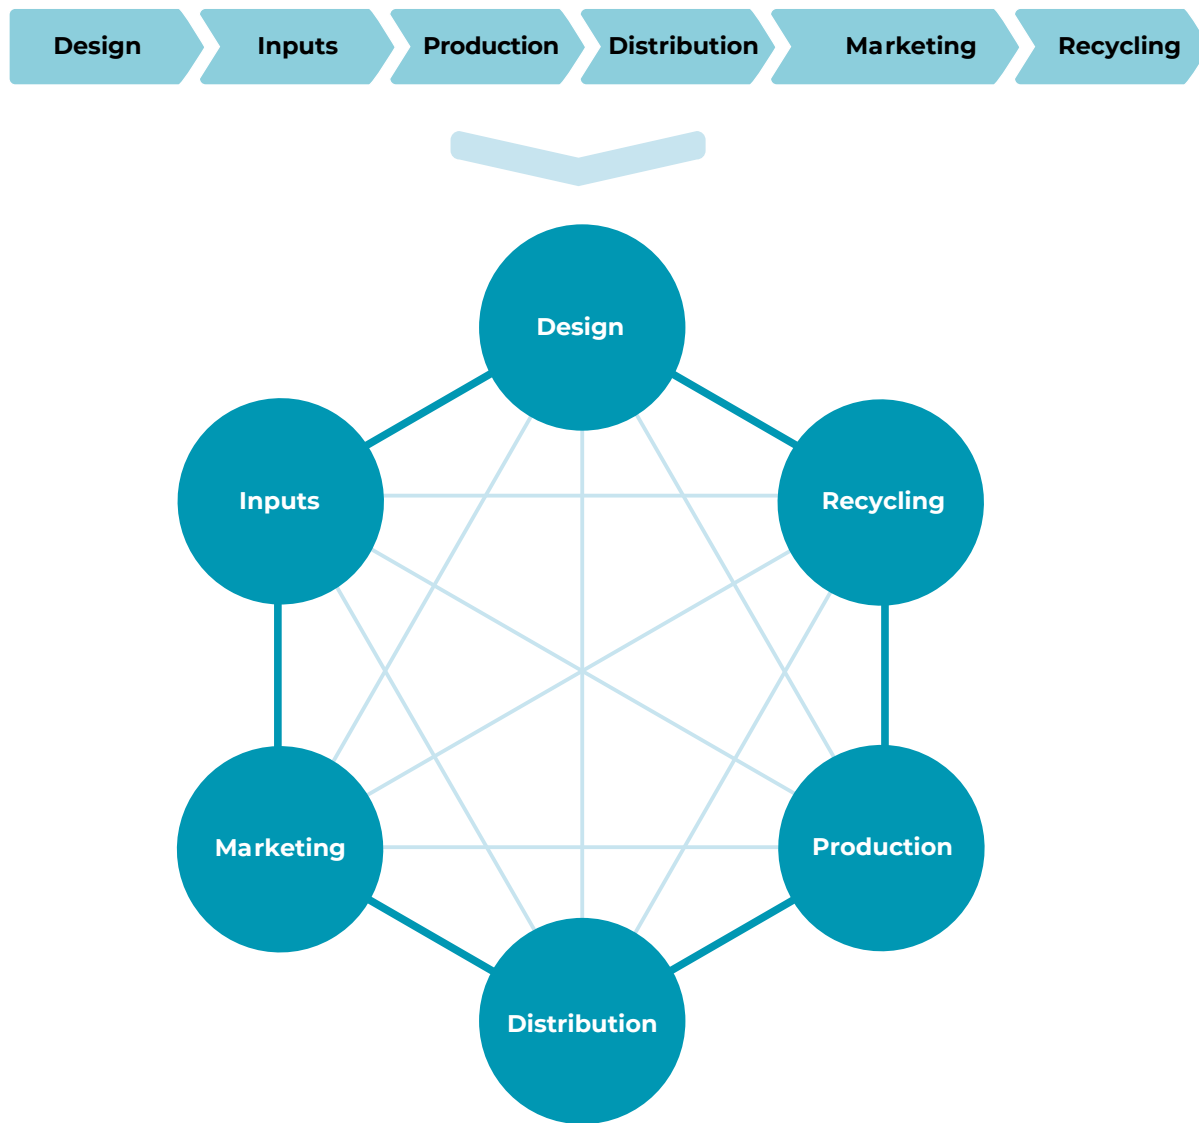 Design Inputs Production Distribution Marketing Recycling
Design
Inputs
Recycling
Marketing
Production
Distribution